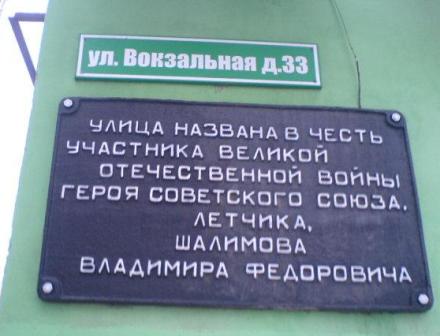 ул. Вокзальная д.33
УЛИЦА НАЗВАНА В ЧЕСТЬ
УЧАСТНИКА ВЕЛИКОЙ
ОТЕЧЕСТВЕННОЙ ВОЙНЫ
ГЕРОЯ СОВЕТСКОГО СОЮЗА,
ЛЕТЧИКА,
ШАЛИМОВА
ВЛАДИМИРА ФЕДОРОВИЧА